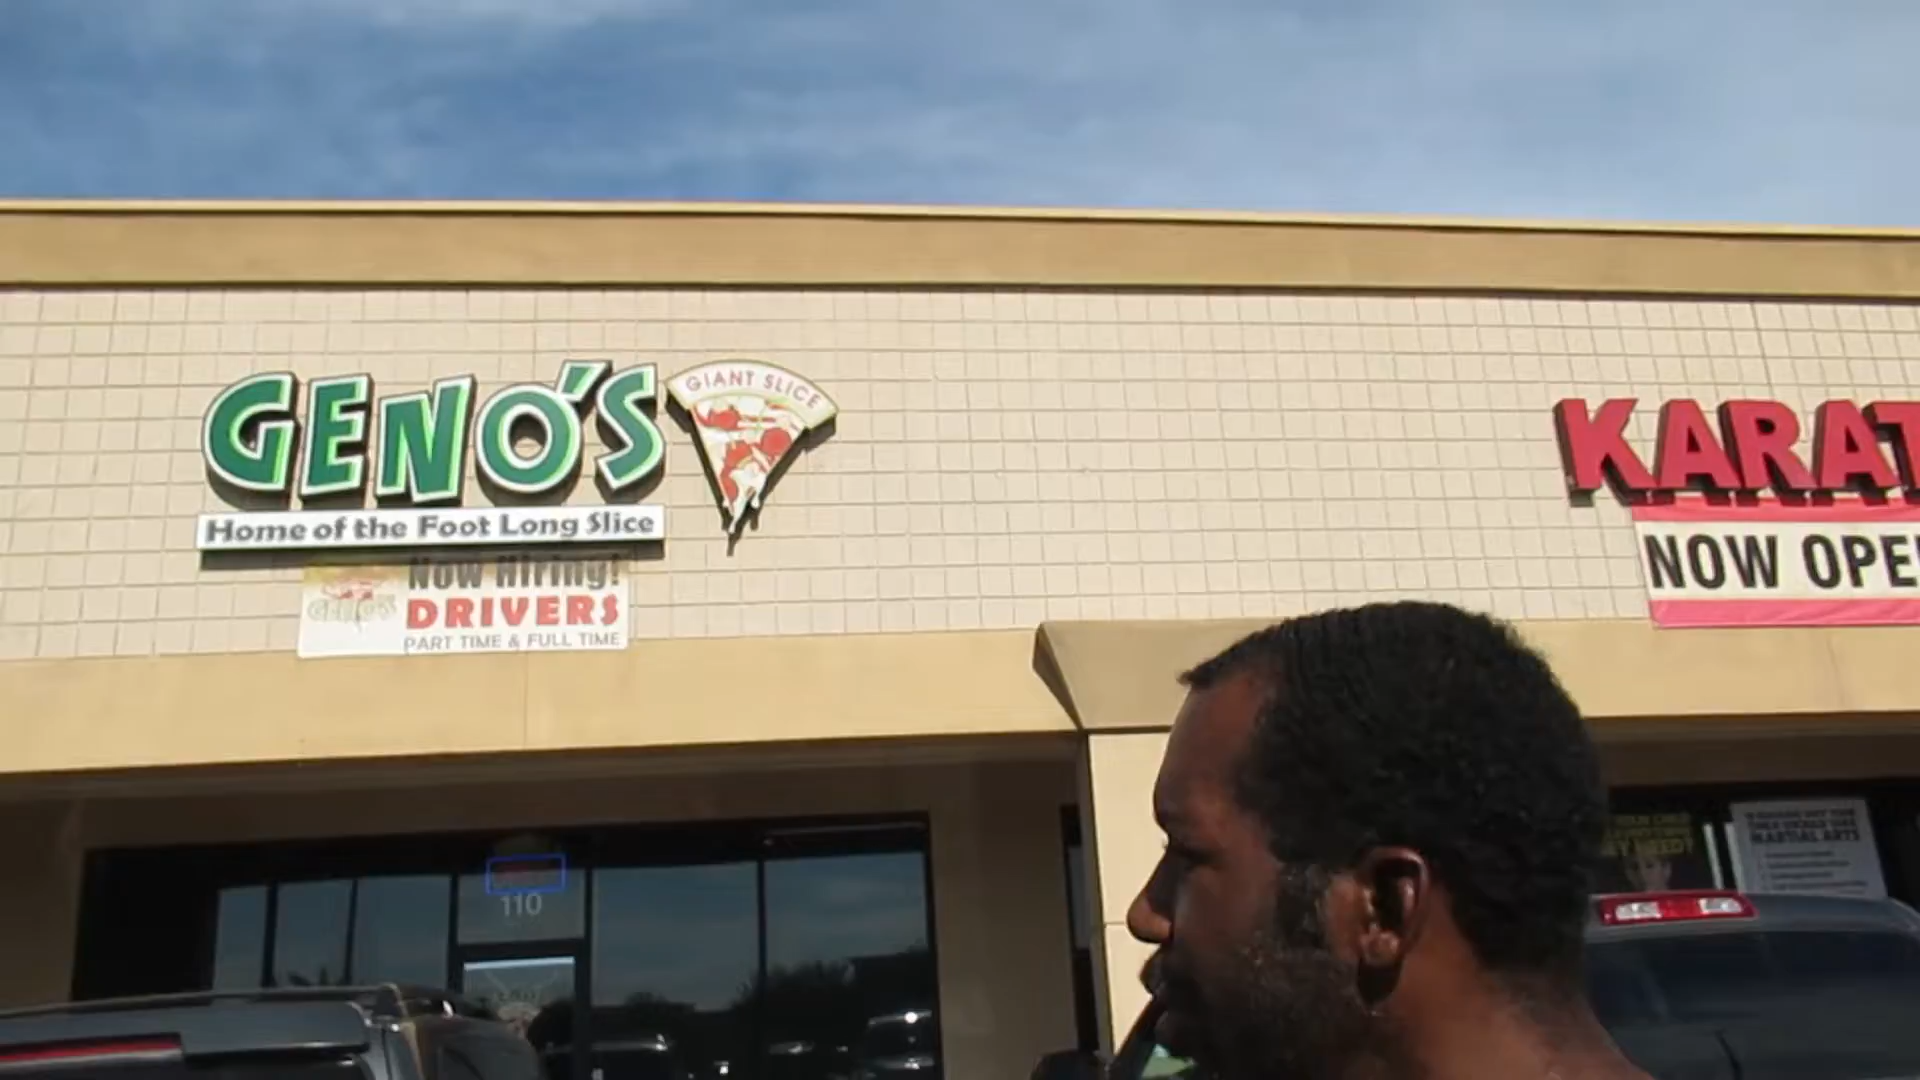 GENO'S
GIANT SLICE
Home of the Foot Long Slice
Now Hiring!
GENO'S
DRIVERS
PART TIME & FULL TIME
KARAT
NOW OPE
110
MARTIAL ARTS